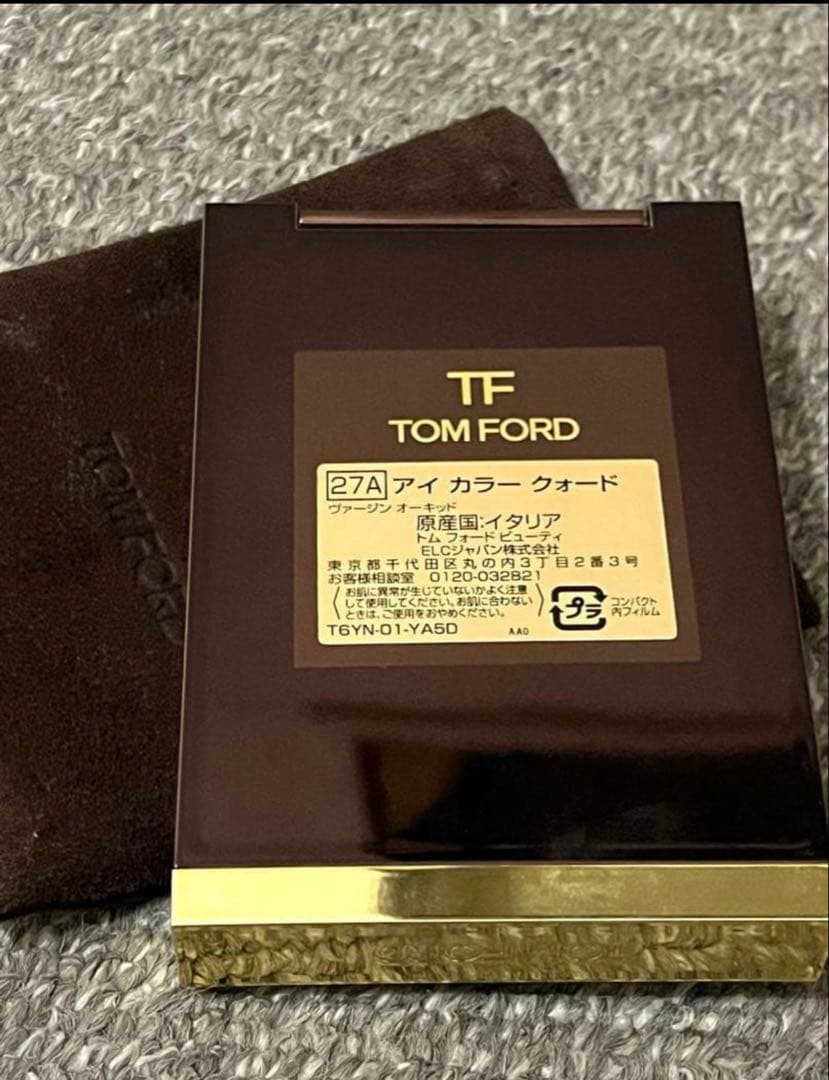 TF
TOM FORD
27A アイ カラー クォード
ヴァージン オーキッド
原産国:イタリア
トム フォード ビューティ
ELCジャパン株式会社
東京都千代田区丸の内3丁目2番3号
お客様相談室 0120-032821
お肌に異常が生じていないかよく注意
して使用してください。お肌に合わない
ときは、ご使用をおやめください。
プラ
コンパクト
内フィルム
T6YN-01-YA5D AA0
TOM FORD